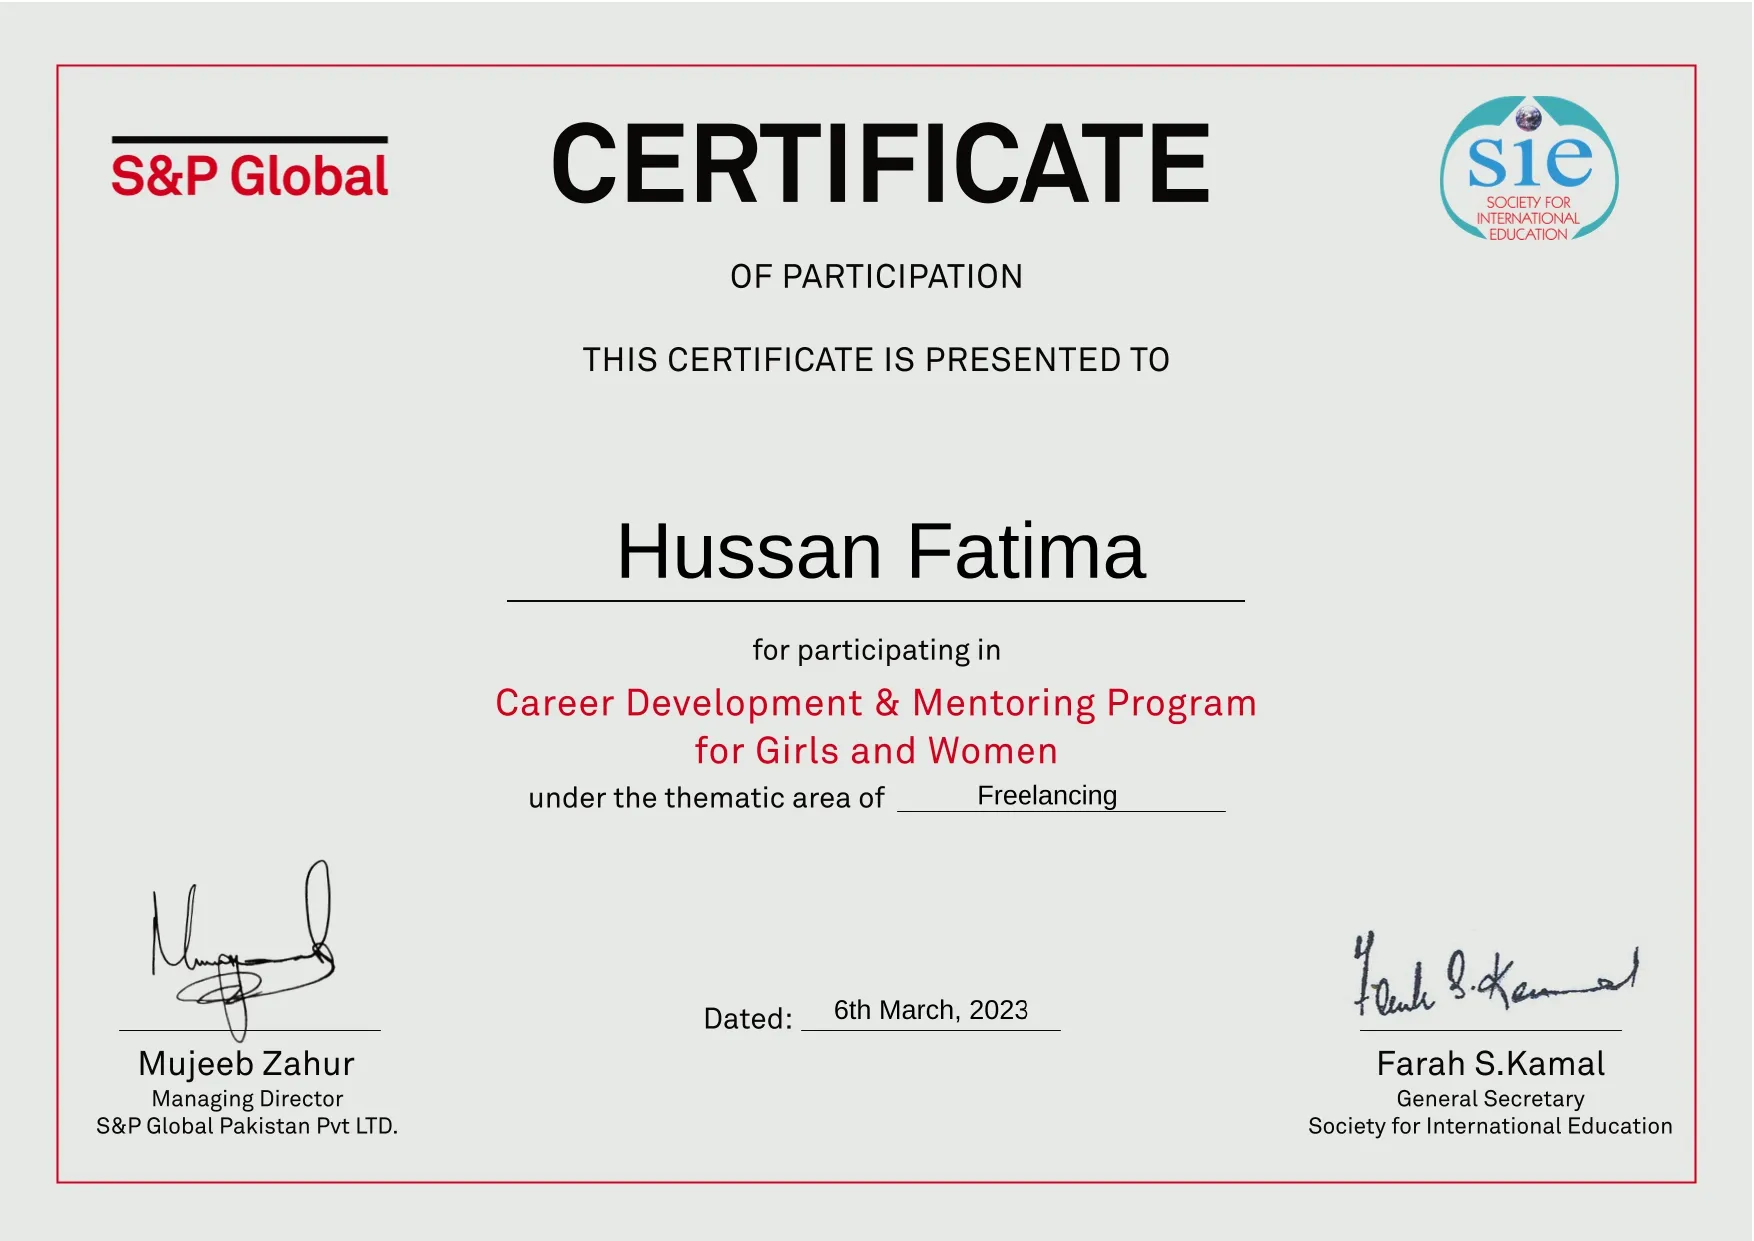 S&P Global
CERTIFICATE
sie
SOCIETY FOR
INTERNATIONAL
EDUCATION
OF PARTICIPATION
THIS CERTIFICATE IS PRESENTED TO
Hussan Fatima
for participating in
Career Development & Mentoring Program
for Girls and Women
under the thematic area of Freelancing
Dated: 6th March, 2023
Farah S.Kamal
Mujeeb Zahur
Managing Director
S&P Global Pakistan Pvt LTD.
Farah S.Kamal
General Secretary
Society for International Education